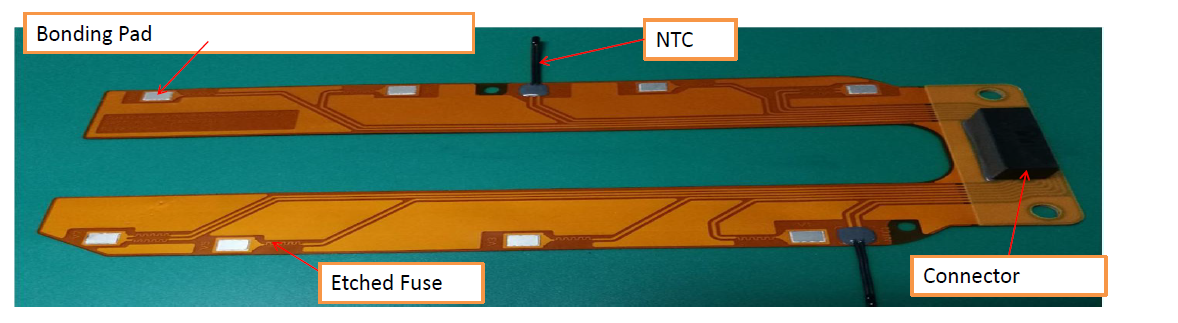 Bonding Pad
NTC
Etched Fuse
Connector